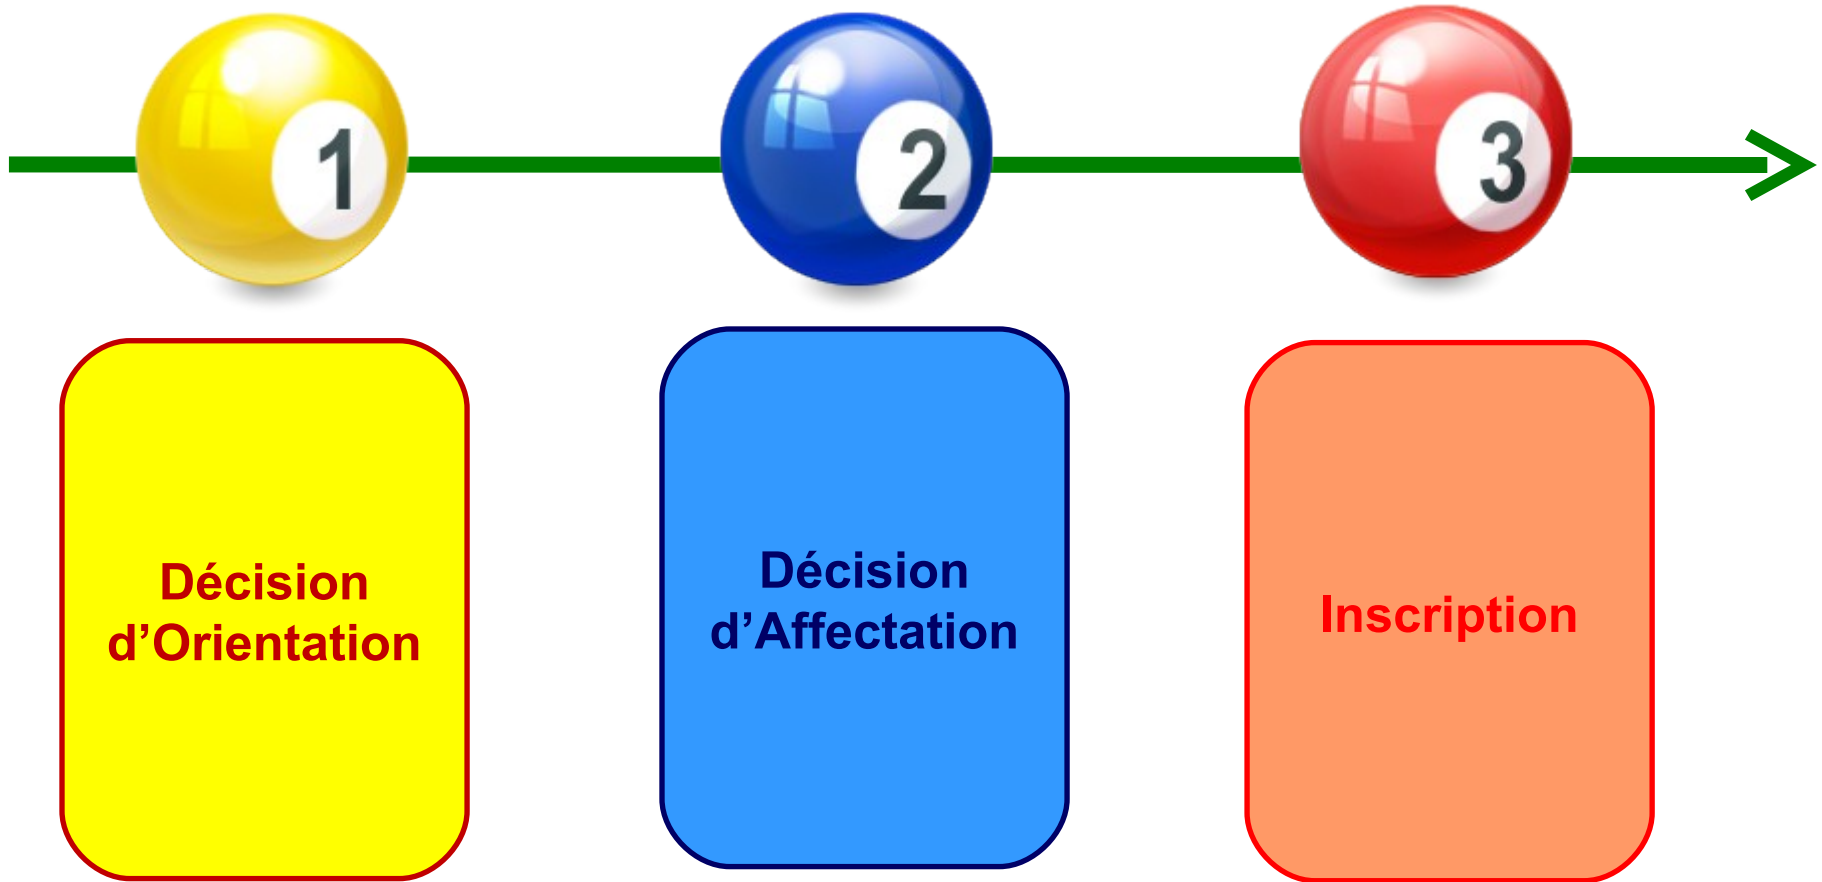 1
2
3
Décision
d’Orientation
Décision
d’Affectation
Inscription